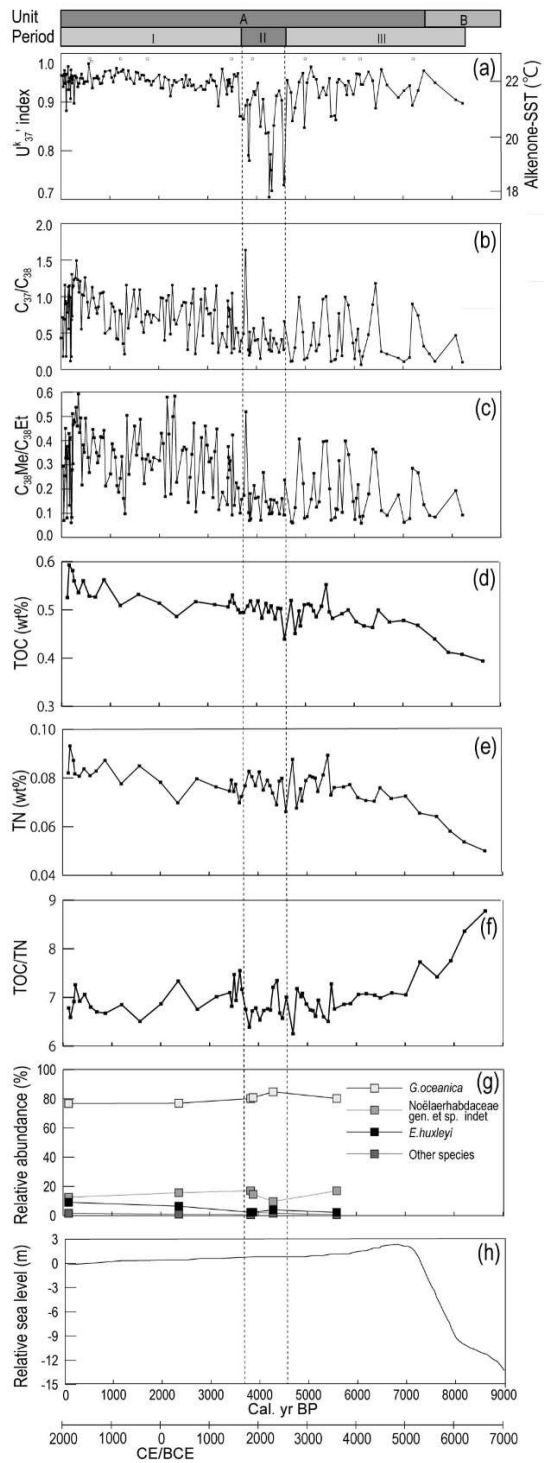 Unit
A
B
Period
I
II
III
(a)
1.0
0.9
0.8
0.7
U^k_37' index
22
20
18
Alkenone-SST (℃)
(b)
2.0
1.5
1.0
0.5
0.0
C37/C38
(c)
0.6
0.5
0.4
0.3
0.2
0.1
0.0
C38Me/C38Et
(d)
0.6
0.5
0.4
0.3
TOC (wt%)
(e)
0.10
0.08
0.06
0.04
TN (wt%)
(f)
9
8
7
6
TOC/TN
(g)
100
80
60
40
20
0
Relative abundance (%)
G.oceanica
Noëlaerhabdaceae
gen. et sp. indet
E.huxleyi
Other species
(h)
3
0
-3
-6
-9
-12
-15
Relative sea level (m)
0 1000 2000 3000 4000 5000 6000 7000 8000 9000
Cal. yr BP
2000 1000 0 1000 2000 3000 4000 5000 6000 7000
CE/BCE